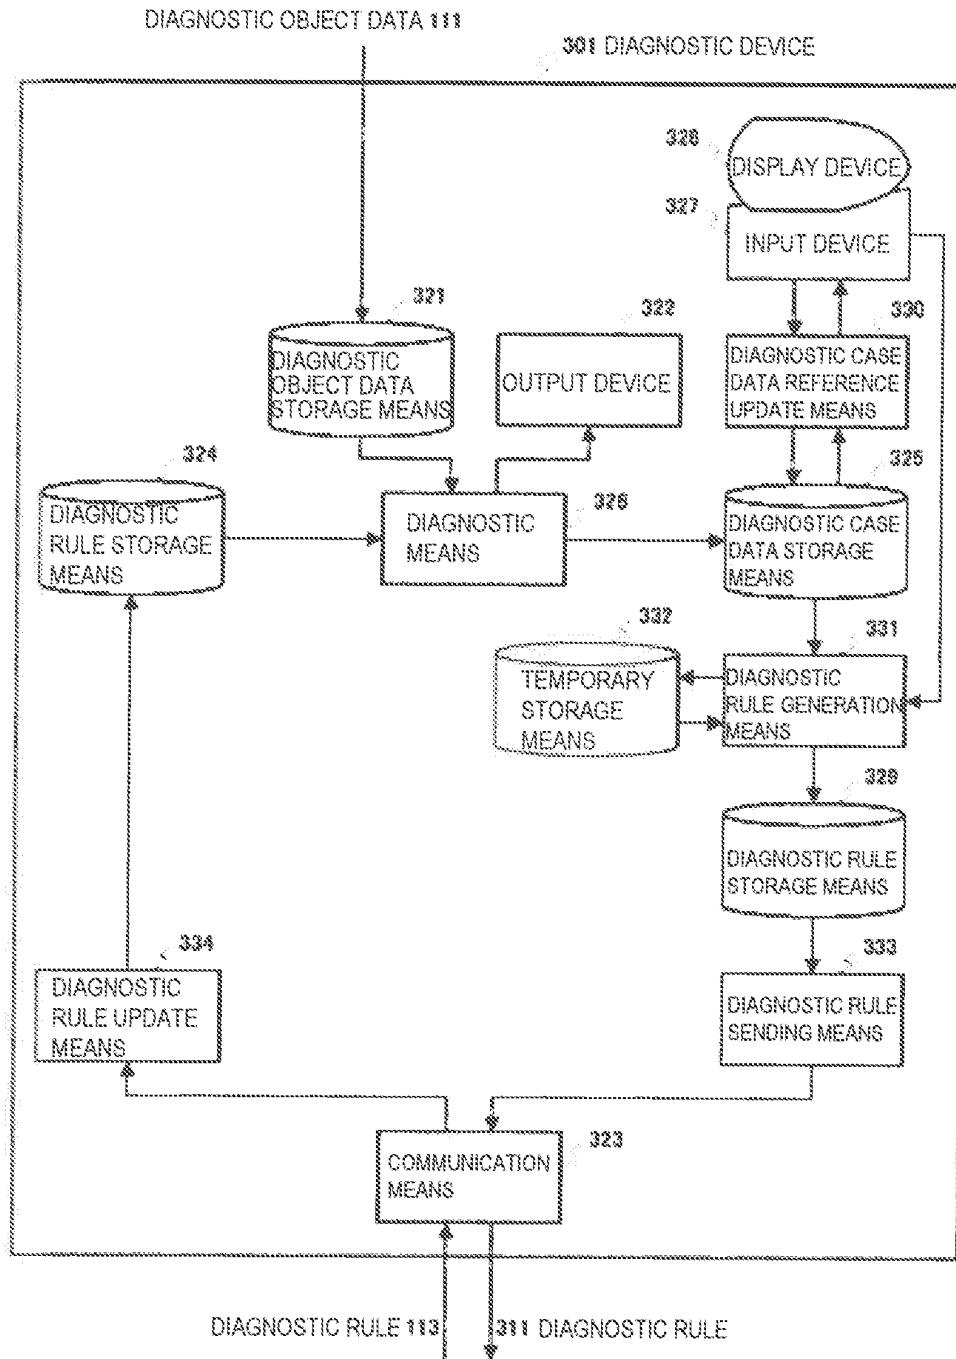 DIAGNOSTIC OBJECT DATA 111
301 DIAGNOSTIC DEVICE
328
DISPLAY DEVICE
327
INPUT DEVICE
321
DIAGNOSTIC
OBJECT DATA
STORAGE MEANS
322
OUTPUT DEVICE
330
DIAGNOSTIC CASE
DATA REFERENCE
UPDATE MEANS
324
DIAGNOSTIC
RULE STORAGE
MEANS
DIAGNOSTIC
MEANS
326
325
DIAGNOSTIC CASE
DATA STORAGE
MEANS
332
TEMPORARY
STORAGE
MEANS
331
DIAGNOSTIC
RULE GENERATION
MEANS
329
DIAGNOSTIC RULE
STORAGE MEANS
334
DIAGNOSTIC
RULE UPDATE
MEANS
333
DIAGNOSTIC RULE
SENDING MEANS
COMMUNICATION
MEANS
323
DIAGNOSTIC RULE 113
311 DIAGNOSTIC RULE